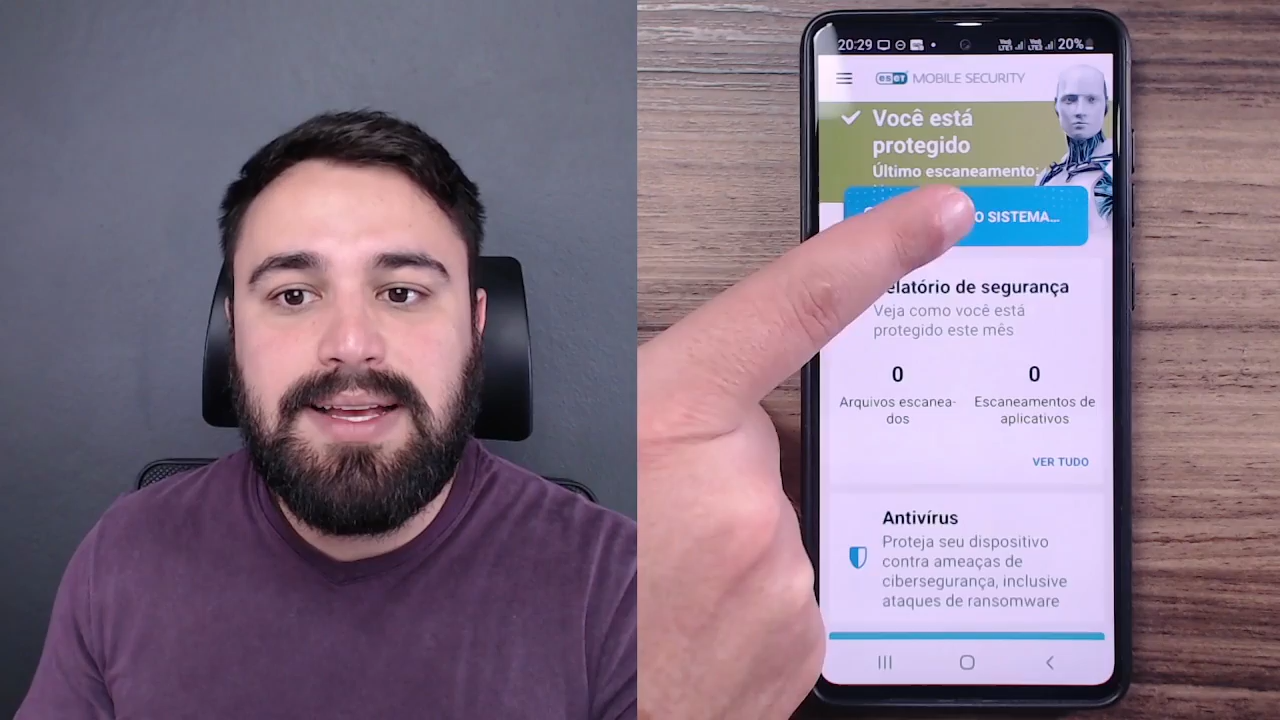 20:29
20%
eseT MOBILE SECURITY
Você está
protegido
Último escaneamento:
O SISTEMA...
elatório de segurança
Veja como você está
protegido este mês
0
0
Arquivos escanea-
dos
Escaneamentos de
aplicativos
VER TUDO
Antivírus
Proteja seu dispositivo
contra ameaças de
cibersegurança, inclusive
ataques de ransomware